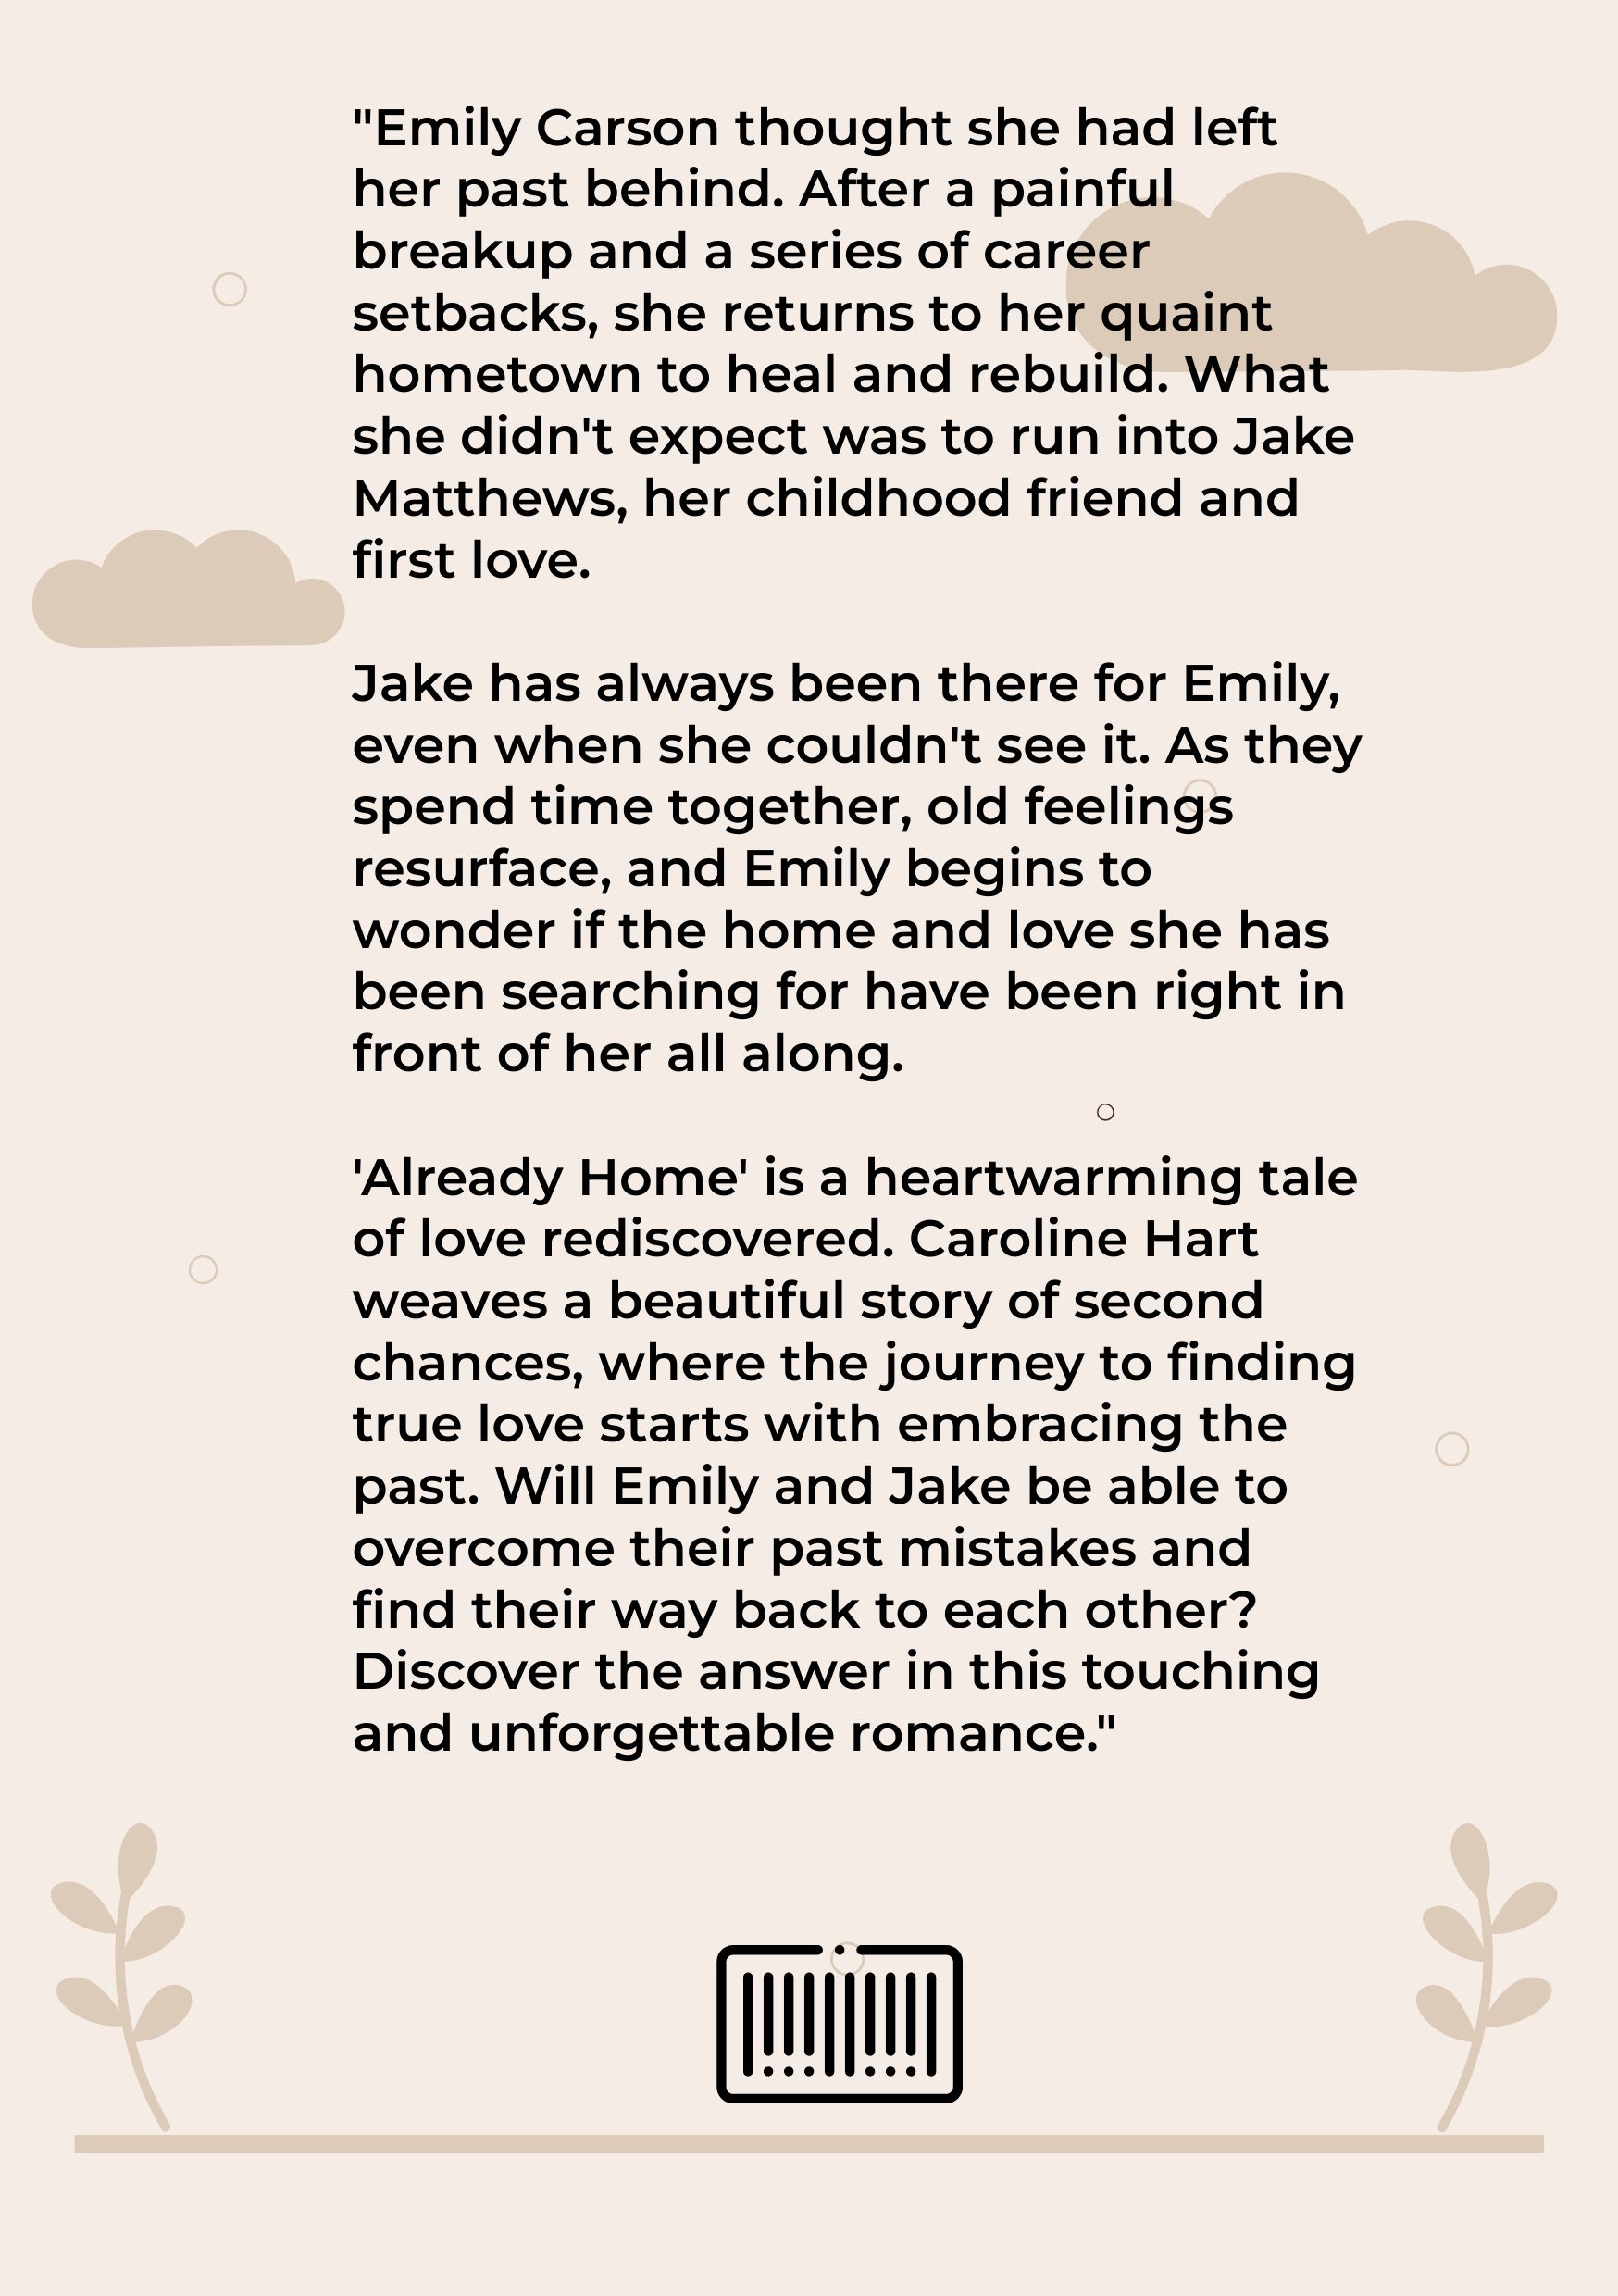 "Emily Carson thought she had left
her past behind. After a painful
breakup and a series of career
setbacks, she returns to her quaint
hometown to heal and rebuild. What
she didn't expect was to run into Jake
Matthews, her childhood friend and
first love.
Jake has always been there for Emily,
even when she couldn't see it. As they
spend time together, old feelings
resurface, and Emily begins to
wonder if the home and love she has
been searching for have been right in
front of her all along.
'Already Home' is a heartwarming tale
of love rediscovered. Caroline Hart
weaves a beautiful story of second
chances, where the journey to finding
true love starts with embracing the
past. Will Emily and Jake be able to
overcome their past mistakes and
find their way back to each other?
Discover the answer in this touching
and unforgettable romance."